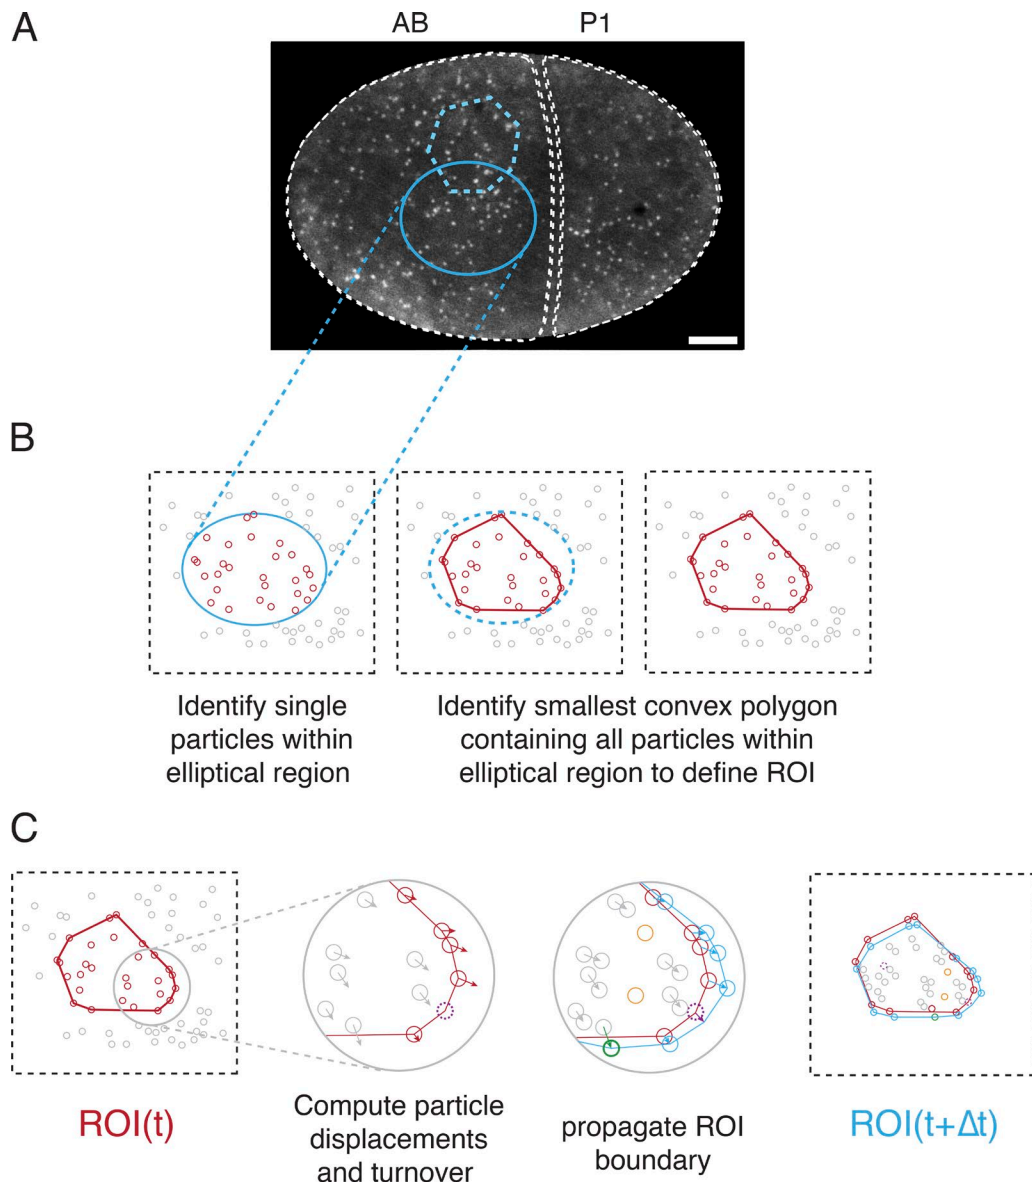 A
AB
P1
B
Identify single
particles within
elliptical region
Identify smallest convex polygon
containing all particles within
elliptical region to define ROI
C
ROI(t)
Compute particle
displacements
and turnover
propagate ROI
boundary
ROI(t+Δt)